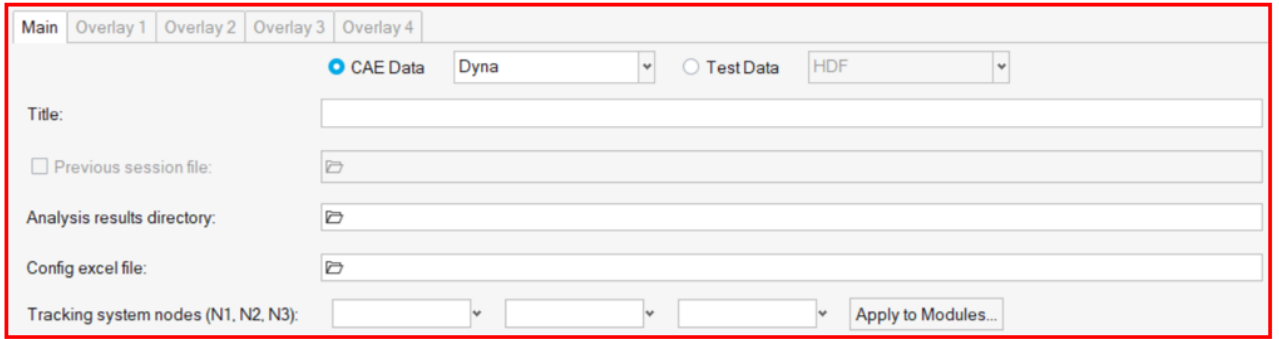 Main Overlay 1 Overlay 2 Overlay 3 Overlay 4
CAE Data Dyna Test Data HDF
Title:
Previous session file:
Analysis results directory:
Config excel file:
Tracking system nodes (N1, N2, N3): Apply to Modules...